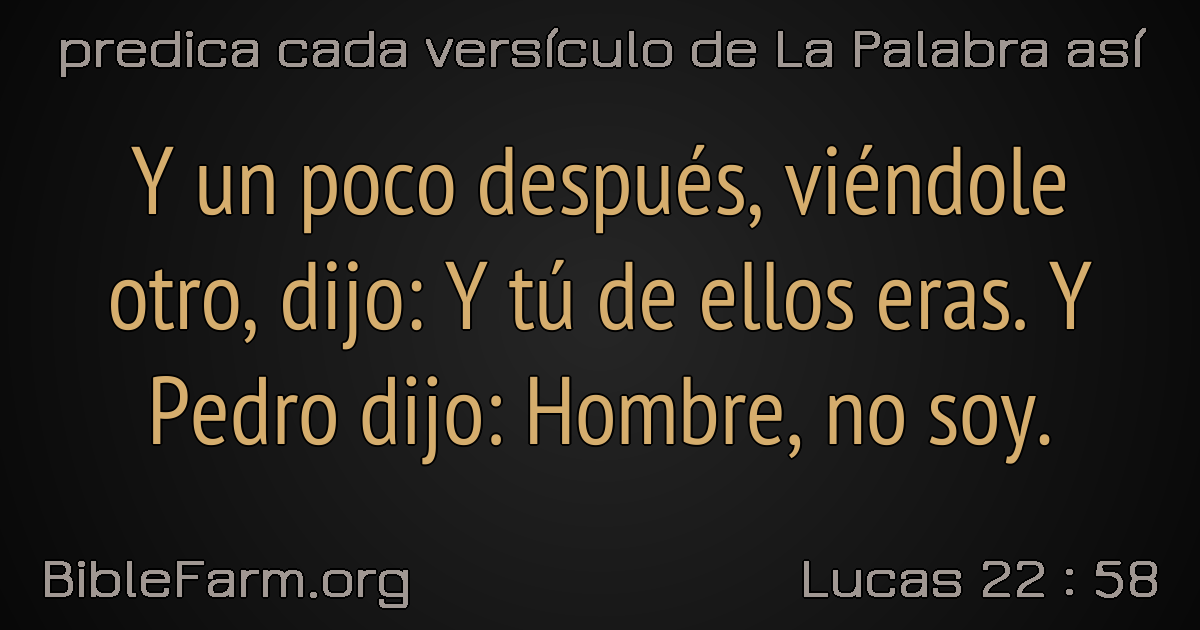 predica cada versículo de La Palabra así
Y un poco después, viéndole
otro, dijo: Y tú de ellos eras. Y
Pedro dijo: Hombre, no soy.
BibleFarm.org
Lucas 22 : 58